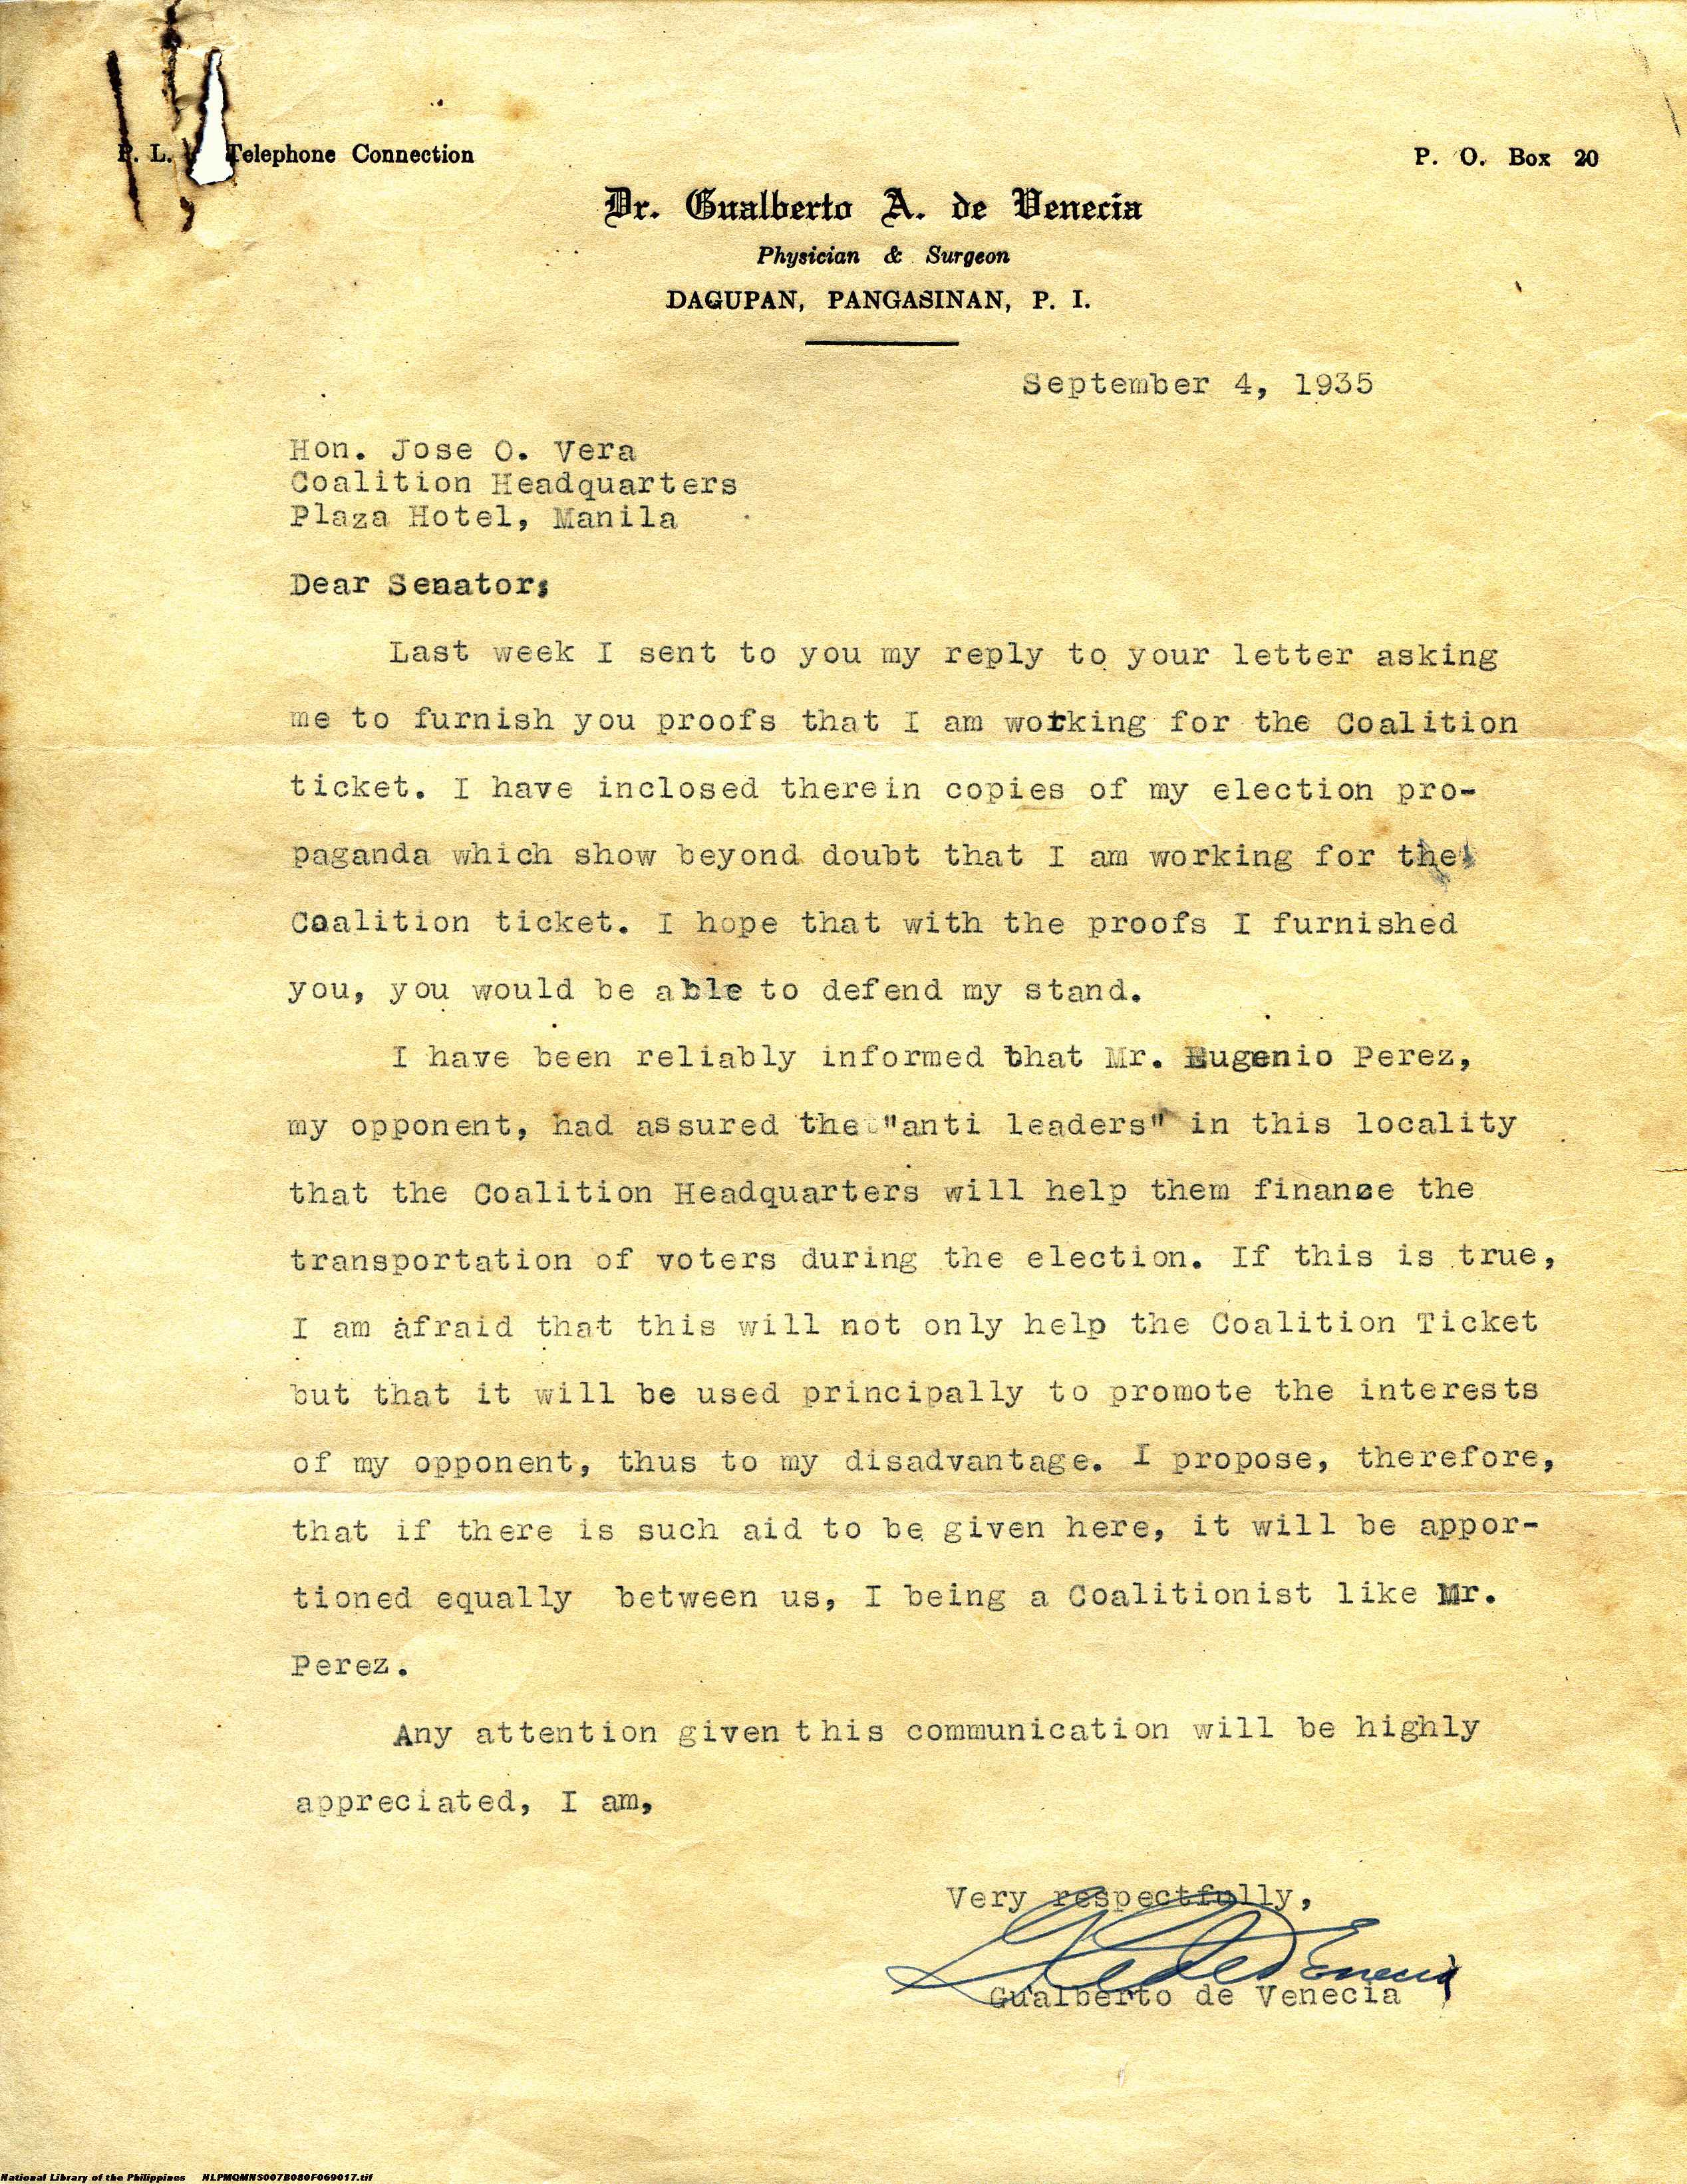 P. L. Telephone Connection
P. O. Box 20
Dr. Gualberto A. de Venecia
Physician & Surgeon
DAGUPAN, PANGASINAN, P. I.
September 4, 1935
Hon. Jose O. Vera
Coalition Headquarters
Plaza Hotel, Manila
Dear Senator:
Last week I sent to you my reply to your letter asking
me to furnish you proofs that I am working for the Coalition
ticket. I have inclosed therein copies of my election pro-
paganda which show beyond doubt that I am working for the
Coalition ticket. I hope that with the proofs I furnished
you, you would be able to defend my stand.
I have been reliably informed that Mr. Eugenio Perez,
my opponent, had assured the "anti leaders" in this locality
that the Coalition Headquarters will help them finance the
transportation of voters during the election. If this is true,
I am afraid that this will not only help the Coalition Ticket
but that it will be used principally to promote the interests
of my opponent, thus to my disadvantage. I propose, therefore,
that if there is such aid to be given here, it will be appor-
tioned equally between us, I being a Coalitionist like Mr.
Perez.
Any attention given this communication will be highly
appreciated, I am,
Very respectfully,
Gualberto de Venecia
National Library of the Philippines NLPMQMNS007B080F069017.tif